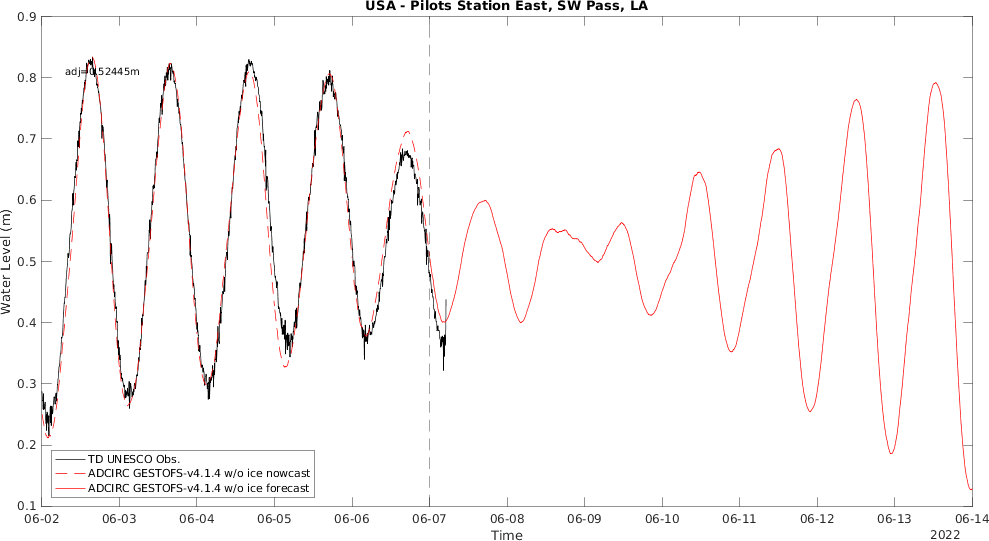 USA - Pilots Station East, SW Pass, LA
0.9
adj=0.52445m
0.8
0.7
0.6
0.5
0.4
0.3
0.2
0.1
Water Level (m)
TD UNESCO Obs.
ADCIRC GESTOFS-v4.1.4 w/o ice nowcast
ADCIRC GESTOFS-v4.1.4 w/o ice forecast
06-02 06-03 06-04 06-05 06-06 06-07 06-08 06-09 06-10 06-11 06-12 06-13 06-14
Time
2022